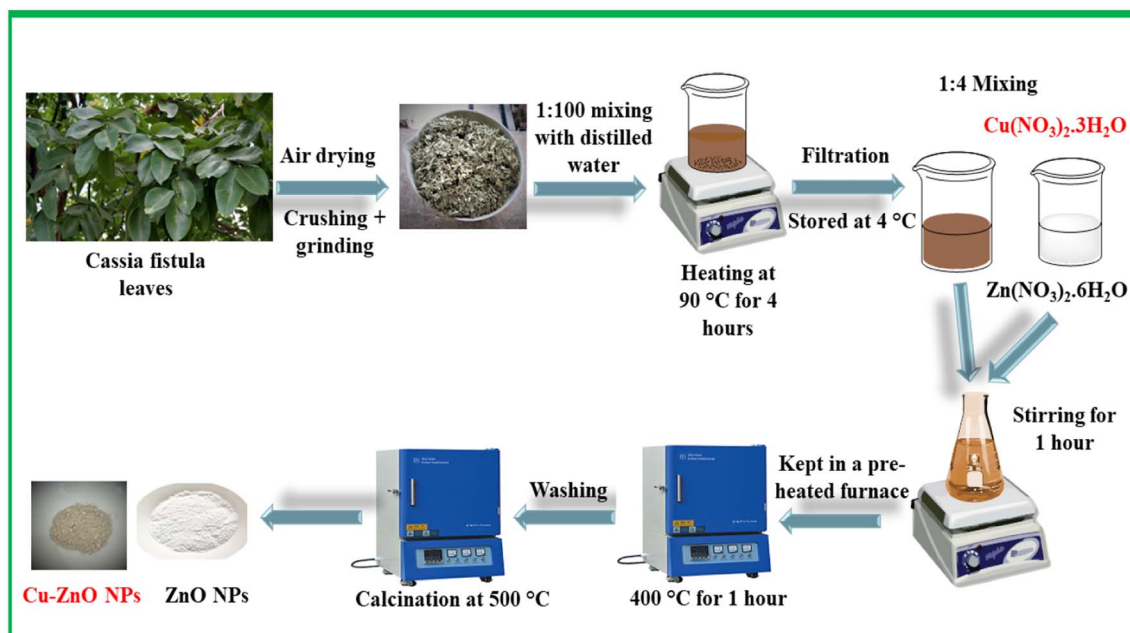 Cassia fistula
leaves
Air drying
Crushing +
grinding
1:100 mixing
with distilled
water
Heating at
90 °C for 4
hours
Filtration
Stored at 4 °C
1:4 Mixing
Cu(NO₃)₂.3H₂O
Zn(NO₃)₂.6H₂O
Stirring for
1 hour
Kept in a pre-
heated furnace
400 °C for 1 hour
Washing
Calcination at 500 °C
ZnO NPs
Cu-ZnO NPs